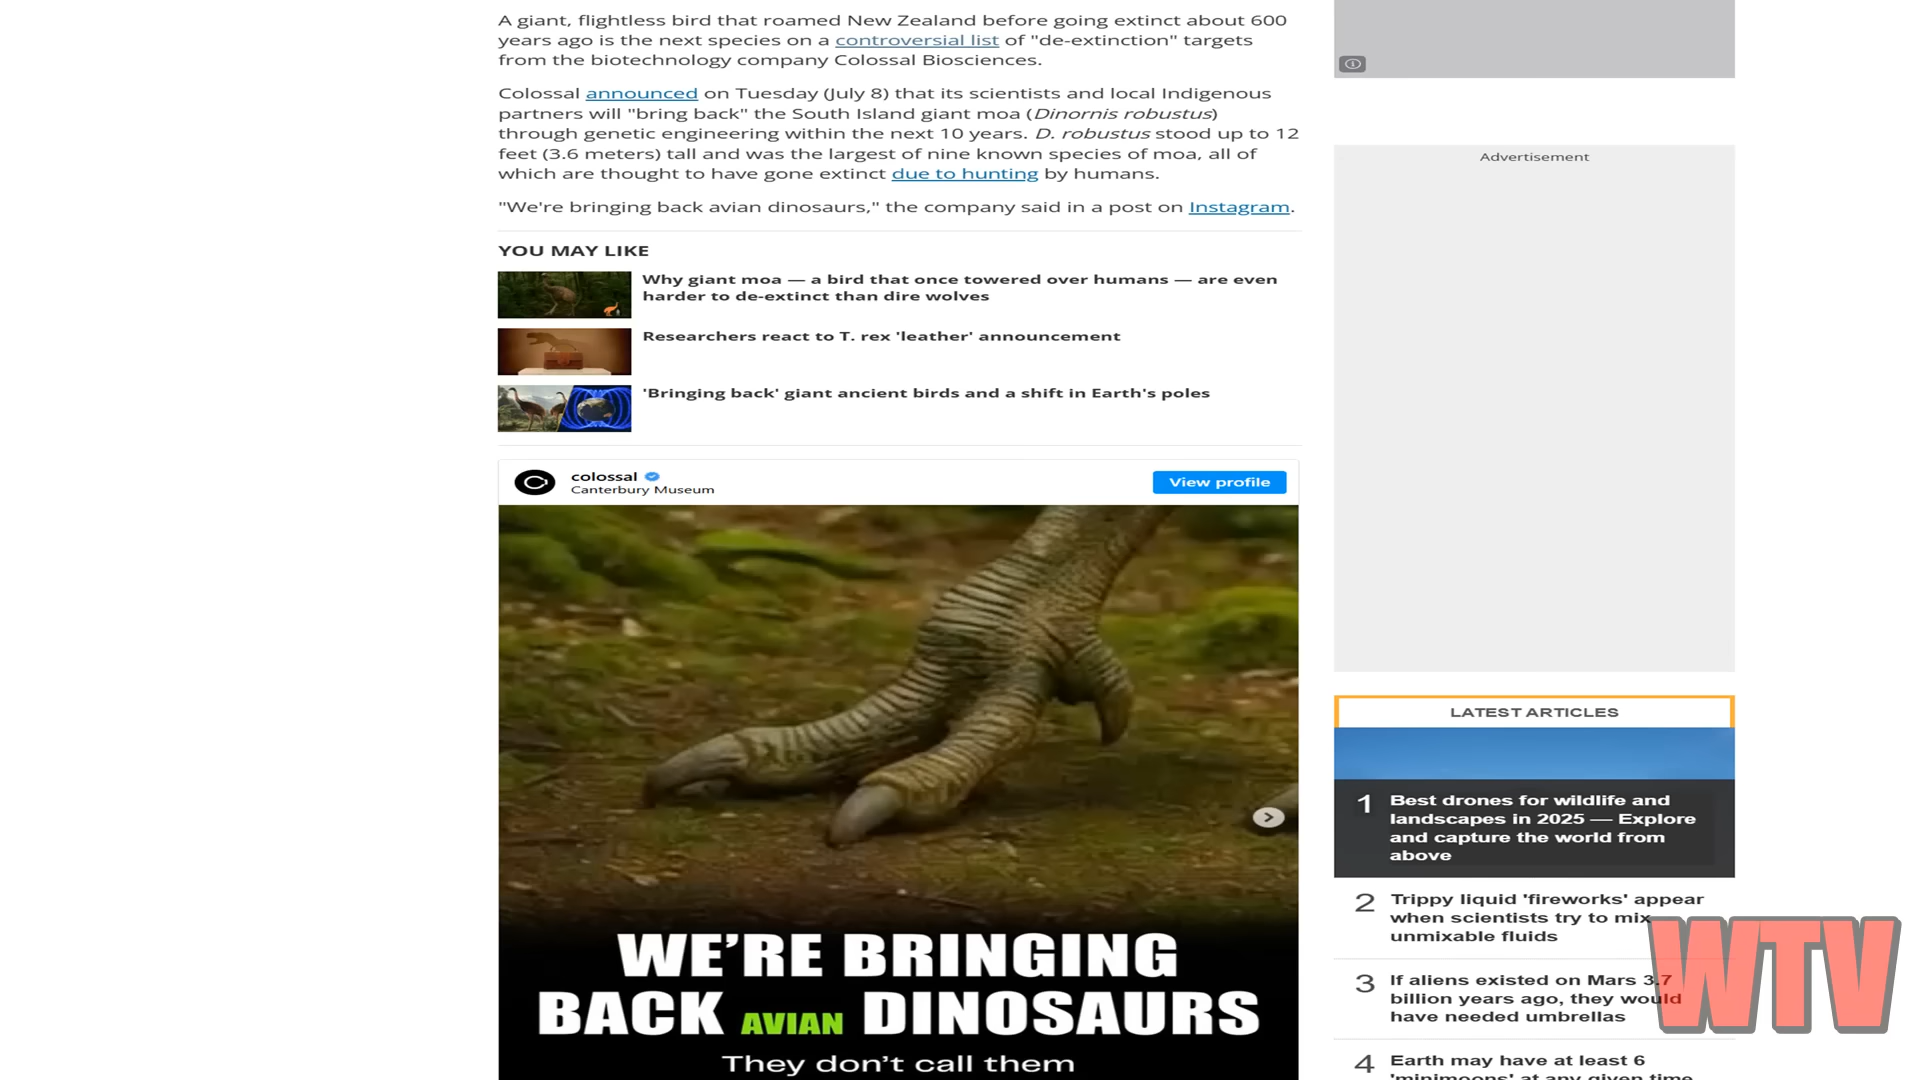 A giant, flightless bird that roamed New Zealand before going extinct about 600
years ago is the next species on a controversial list of "de-extinction" targets
from the biotechnology company Colossal Biosciences.
Colossal announced on Tuesday (July 8) that its scientists and local Indigenous
partners will "bring back" the South Island giant moa (Dinornis robustus)
through genetic engineering within the next 10 years. D. robustus stood up to 12
feet (3.6 meters) tall and was the largest of nine known species of moa, all of
which are thought to have gone extinct due to hunting by humans.
"We're bringing back avian dinosaurs," the company said in a post on Instagram.
YOU MAY LIKE
Why giant moa — a bird that once towered over humans — are even
harder to de-extinct than dire wolves
Researchers react to T. rex 'leather' announcement
'Bringing back' giant ancient birds and a shift in Earth's poles
colossal
Canterbury Museum
View profile
WE'RE BRINGING
BACK AVIAN DINOSAURS
They don't call them
Advertisement
LATEST ARTICLES
1 Best drones for wildlife and
landscapes in 2025 — Explore
and capture the world from
above
2 Trippy liquid 'fireworks' appear
when scientists try to mix
unmixable fluids
3 If aliens existed on Mars 3.7
billion years ago, they would
have needed umbrellas
4 Earth may have at least 6
'minimoons' at any given time
WTV